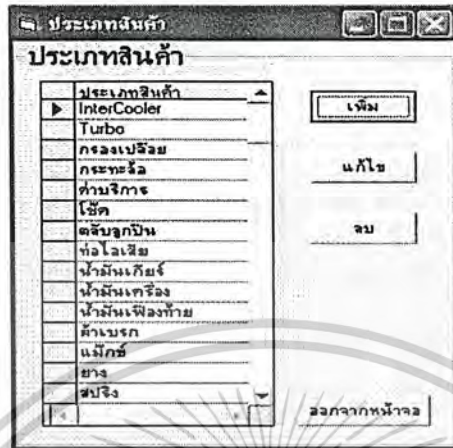 ประเภทสินค้า
ประเภทสินค้า
ประเภทสินค้า
InterCooler
Turbo
กรองเปลือย
กระทะล้อ
ค่าบริการ
โช๊ค
ตลับลูกปืน
ท่อไอเสีย
น้ำมันเกียร์
น้ำมันเครื่อง
น้ำมันเฟืองท้าย
ผ้าเบรก
แม๊กซ์
ยาง
สปริง
เพิ่ม
แก้ไข
ลบ
ออกจากหน้าจอ